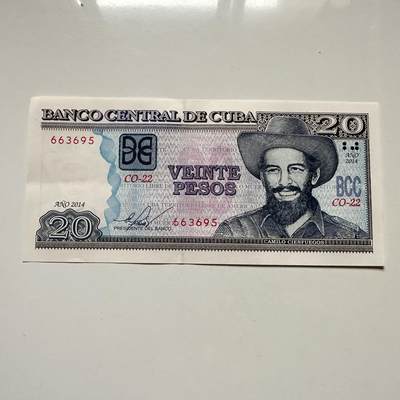 BANCO CENTRAL DE CUBA 20
663695
AÑO
2014
VEINTE
PESOS
BCC
CO-22
CO-22
AÑO 2014
663695
20
PRESIDENTE DEL BANCO
CAMILO CIENFUEGOS